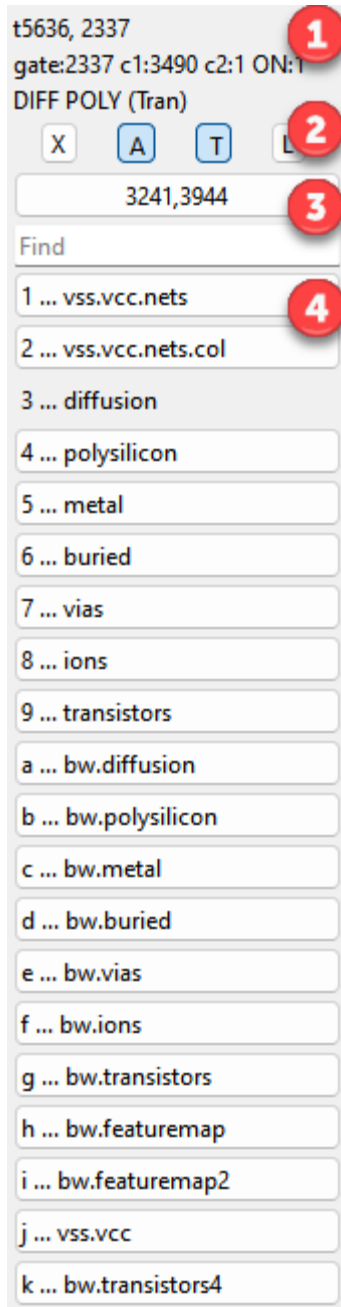 t5636, 2337
1
gate:2337 c1:3490 c2:1 ON:1
DIFF POLY (Tran)
2
X A T L
3241,3944
3
Find
1 ... vss.vcc.nets
4
2 ... vss.vcc.nets.col
3 ... diffusion
4 ... polysilicon
5 ... metal
6 ... buried
7 ... vias
8 ... ions
9 ... transistors
a ... bw.diffusion
b ... bw.polysilicon
c ... bw.metal
d ... bw.buried
e ... bw.vias
f ... bw.ions
g ... bw.transistors
h ... bw.featuremap
i ... bw.featuremap2
j ... vss.vcc
k ... bw.transistors4